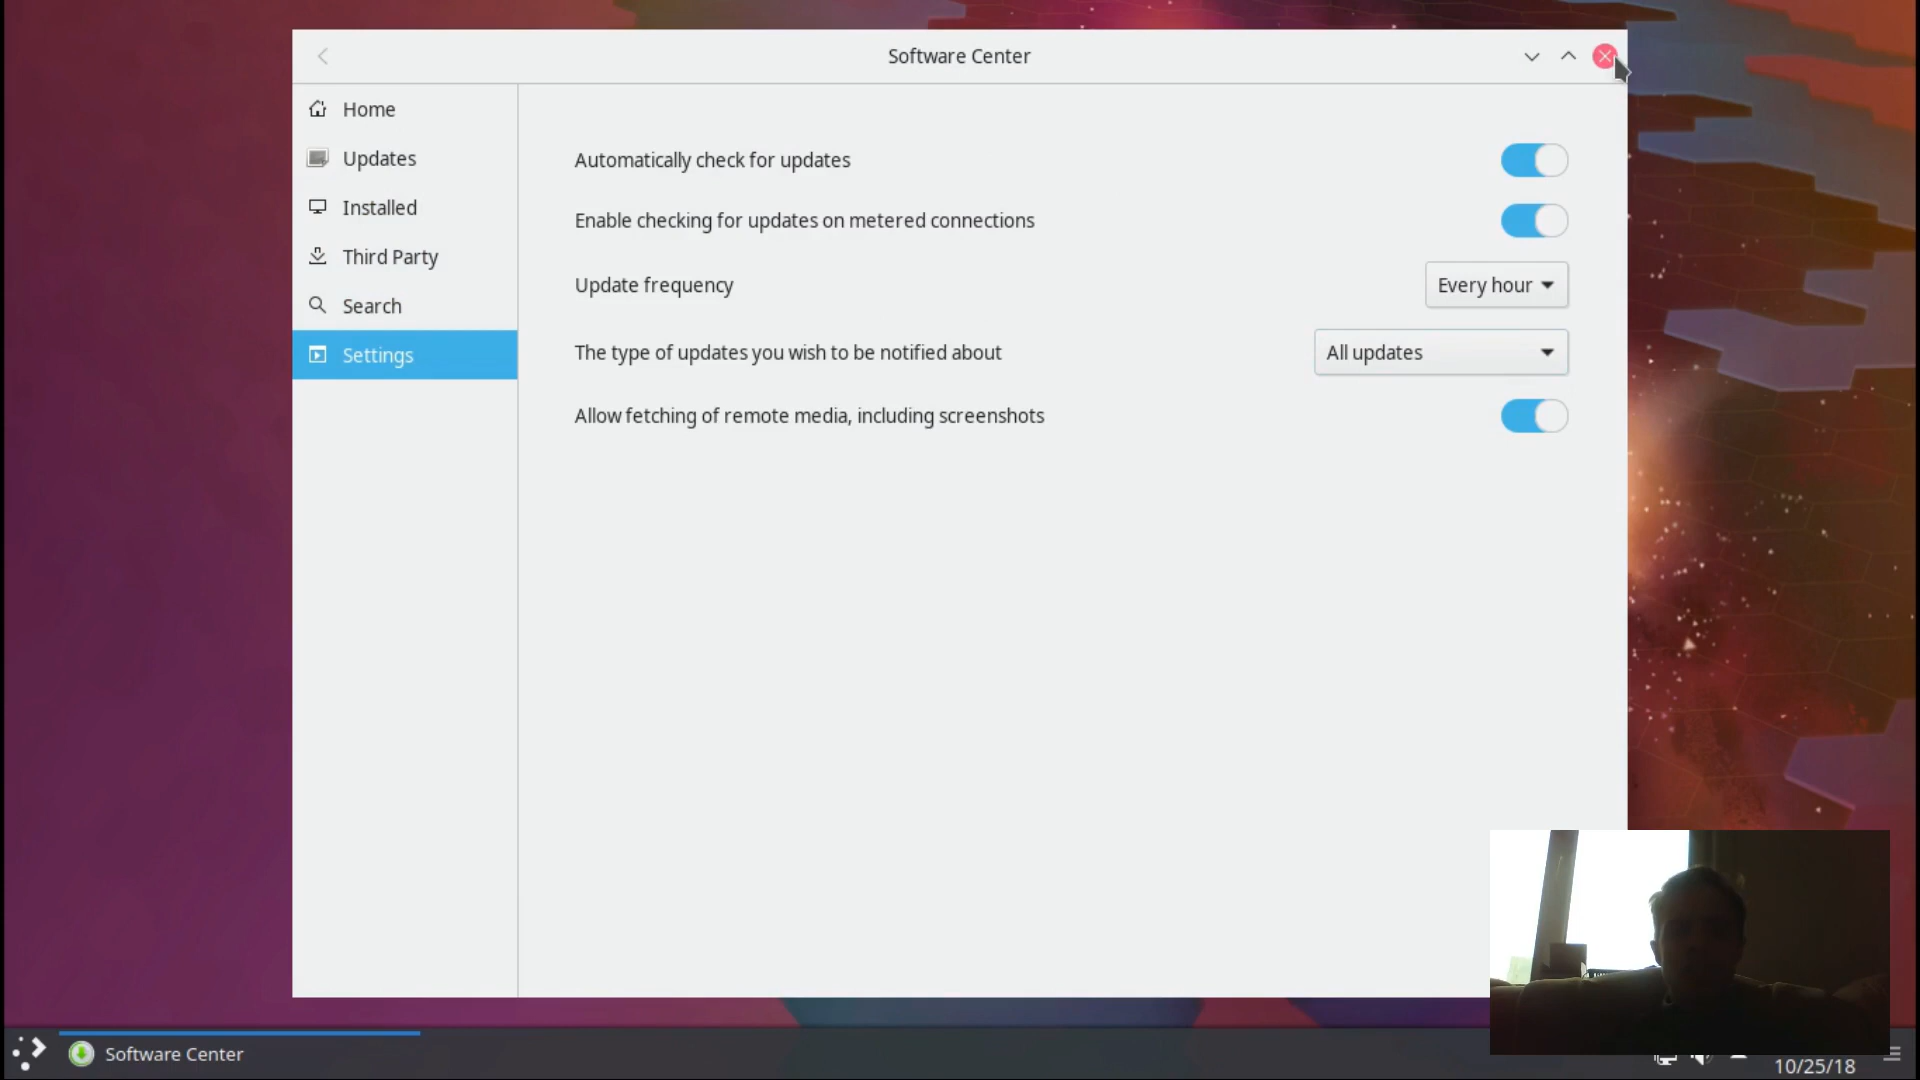 Software Center
Home
Updates
Installed
Third Party
Search
Settings
Automatically check for updates
Enable checking for updates on metered connections
Update frequency
Every hour
The type of updates you wish to be notified about
All updates
Allow fetching of remote media, including screenshots
Software Center
10/25/18